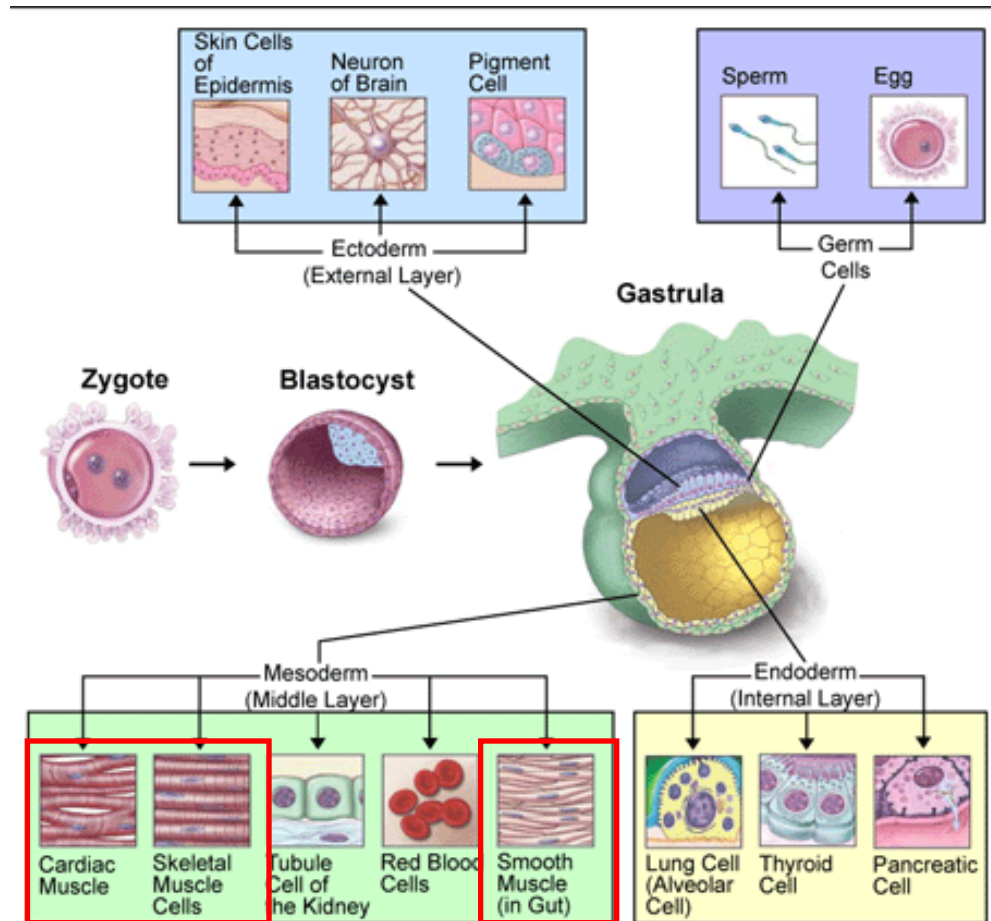 Skin Cells
of
Epidermis
Neuron
of Brain
Pigment
Cell
Sperm
Egg
Ectoderm
(External Layer)
Germ
Cells
Gastrula
Zygote
Blastocyst
Mesoderm
(Middle Layer)
Endoderm
(Internal Layer)
Cardiac
Muscle
Skeletal
Muscle
Cells
Tubule
Cell of
the Kidney
Red Blood
Cells
Smooth
Muscle
(in Gut)
Lung Cell
(Alveolar
Cell)
Thyroid
Cell
Pancreatic
Cell